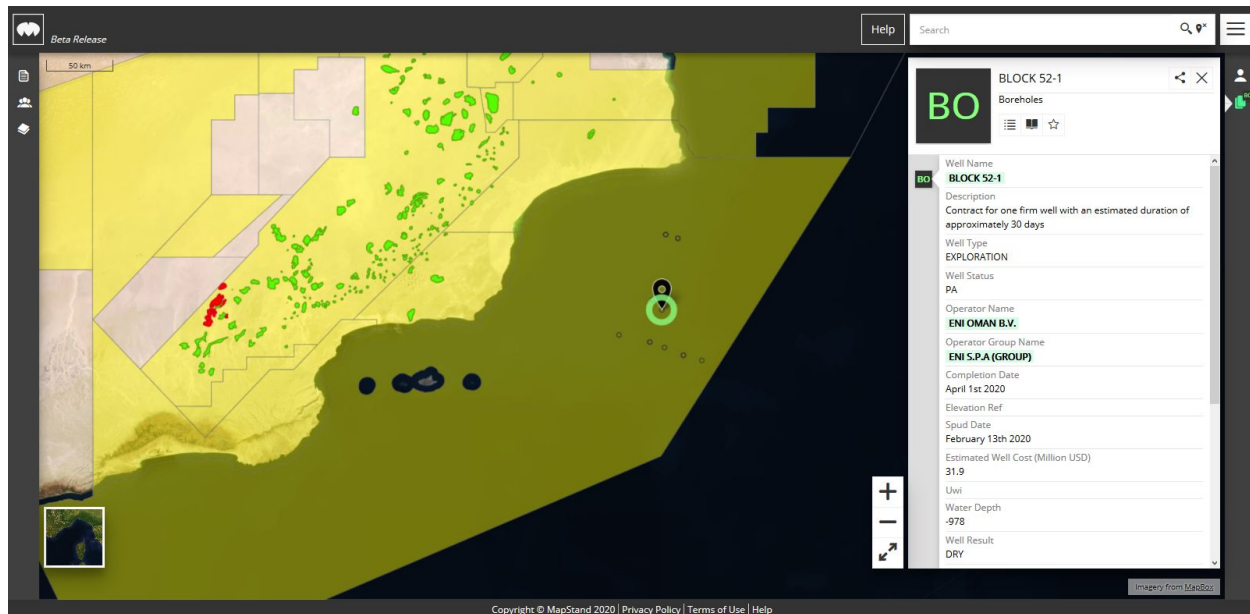 Beta Release
Help
Search
50 km
BO
BLOCK 52-1
Boreholes
BO
Well Name
BLOCK 52-1
Description
Contract for one firm well with an estimated duration of
approximately 30 days
Well Type
EXPLORATION
Well Status
PA
Operator Name
ENI OMAN B.V.
Operator Group Name
ENI S.P.A (GROUP)
Completion Date
April 1st 2020
Elevation Ref
Spud Date
February 13th 2020
Estimated Well Cost (Million USD)
31.9
Uwi
Water Depth
-978
Well Result
DRY
Imagery from MapBox
Copyright © MapStand 2020 | Privacy Policy | Terms of Use | Help